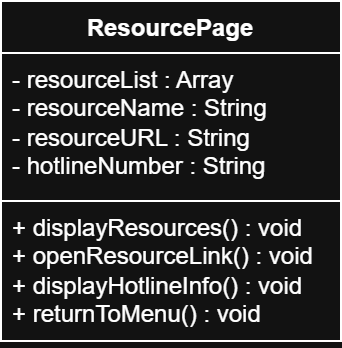 ResourcePage
- resourceList : Array
- resourceName : String
- resourceURL : String
- hotlineNumber : String
+ displayResources() : void
+ openResourceLink() : void
+ displayHotlineInfo() : void
+ returnToMenu() : void